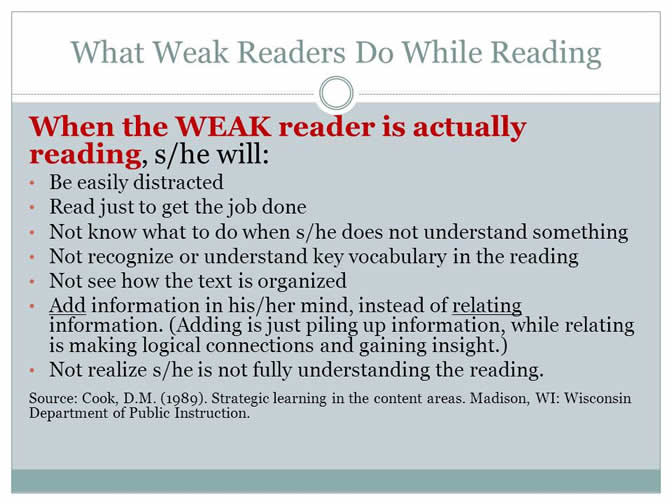 What Weak Readers Do While Reading
When the WEAK reader is actually
reading, s/he will:
• Be easily distracted
• Read just to get the job done
• Not know what to do when s/he does not understand something
• Not recognize or understand key vocabulary in the reading
• Not see how the text is organized
• Add information in his/her mind, instead of relating
information. (Adding is just piling up information, while relating
is making logical connections and gaining insight.)
• Not realize s/he is not fully understanding the reading.
Source: Cook, D.M. (1989). Strategic learning in the content areas. Madison, WI: Wisconsin
Department of Public Instruction.